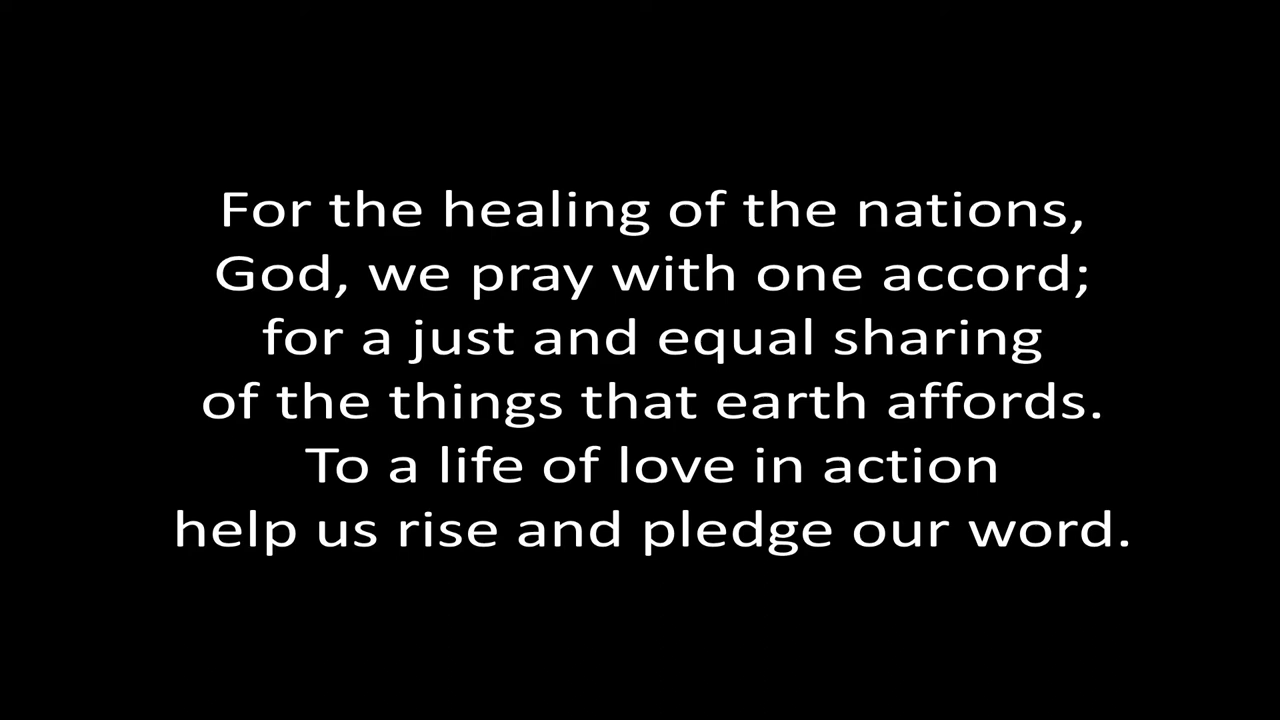 For the healing of the nations,
God, we pray with one accord;
for a just and equal sharing
of the things that earth affords.
To a life of love in action
help us rise and pledge our word.